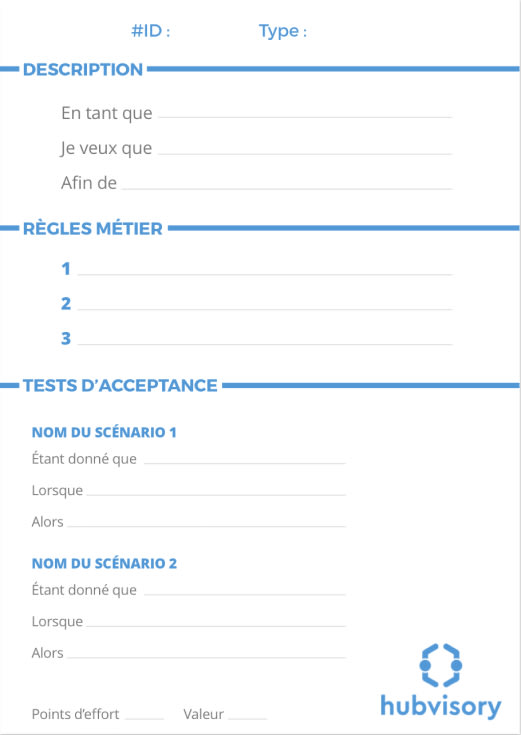 #ID : Type :
DESCRIPTION
En tant que
Je veux que
Afin de
RÈGLES MÉTIER
1
2
3
TESTS D'ACCEPTANCE
NOM DU SCÉNARIO 1
Étant donné que
Lorsque
Alors
NOM DU SCÉNARIO 2
Étant donné que
Lorsque
Alors
hubvisory
Points d'effort Valeur